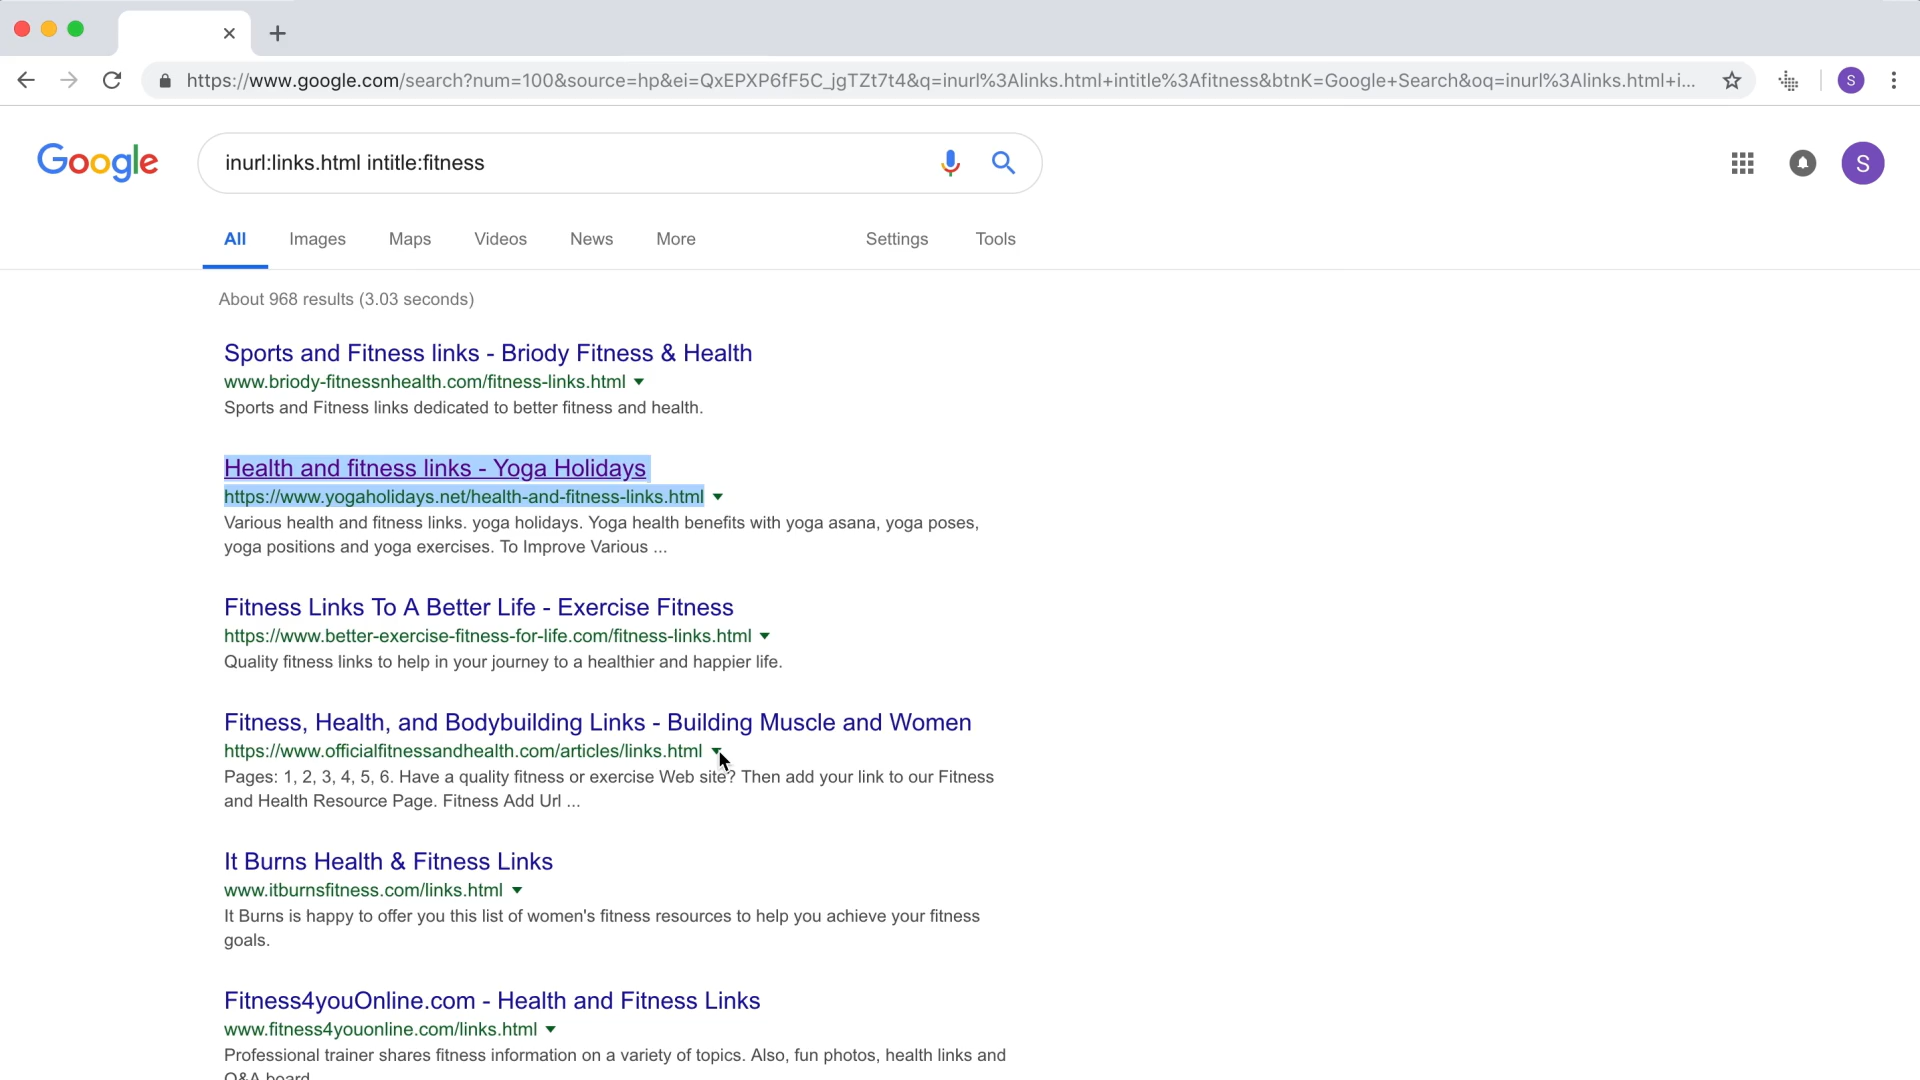 https://www.google.com/search?num=100&source=hp&ei=QxEPXP6fF5C_jgTZt7t4&q=inurl%3Alinks.html+intitle%3Afitness&btnK=Google+Search&oq=inurl%3Alinks.html+i...
S
Google
inurl:links.html intitle:fitness
S
All Images Maps Videos News More Settings Tools
About 968 results (3.03 seconds)
Sports and Fitness links - Briody Fitness & Health
www.briody-fitnessnhealth.com/fitness-links.html
Sports and Fitness links dedicated to better fitness and health.
Health and fitness links - Yoga Holidays
https://www.yogaholidays.net/health-and-fitness-links.html
Various health and fitness links. yoga holidays. Yoga health benefits with yoga asana, yoga poses,
yoga positions and yoga exercises. To Improve Various ...
Fitness Links To A Better Life - Exercise Fitness
https://www.better-exercise-fitness-for-life.com/fitness-links.html
Quality fitness links to help in your journey to a healthier and happier life.
Fitness, Health, and Bodybuilding Links - Building Muscle and Women
https://www.officialfitnessandhealth.com/articles/links.html
Pages: 1, 2, 3, 4, 5, 6. Have a quality fitness or exercise Web site? Then add your link to our Fitness
and Health Resource Page. Fitness Add Url ...
It Burns Health & Fitness Links
www.itburnsfitness.com/links.html
It Burns is happy to offer you this list of women's fitness resources to help you achieve your fitness
goals.
Fitness4youOnline.com - Health and Fitness Links
www.fitness4youonline.com/links.html
Professional trainer shares fitness information on a variety of topics. Also, fun photos, health links and
Q&A board